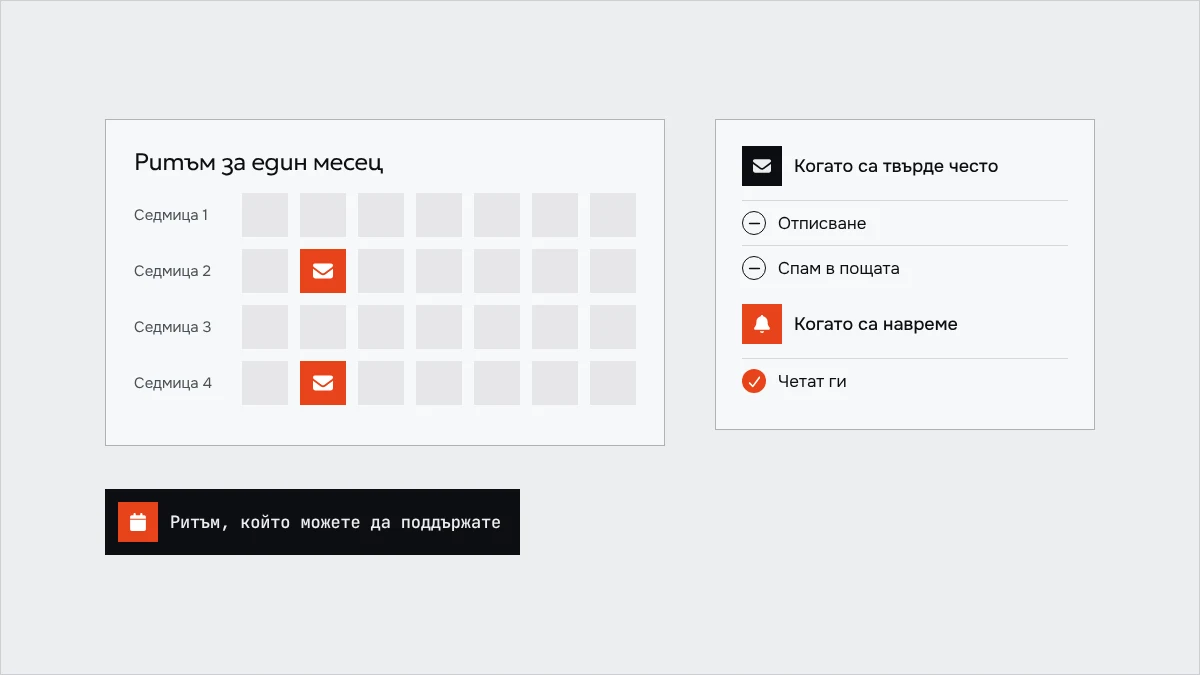 Ритъм за един месец
Седмица 1
Седмица 2
Седмица 3
Седмица 4
Когато са твърде често
Отписване
Спам в пощата
Когато са навреме
Четат ги
Ритъм, който можете да поддържате